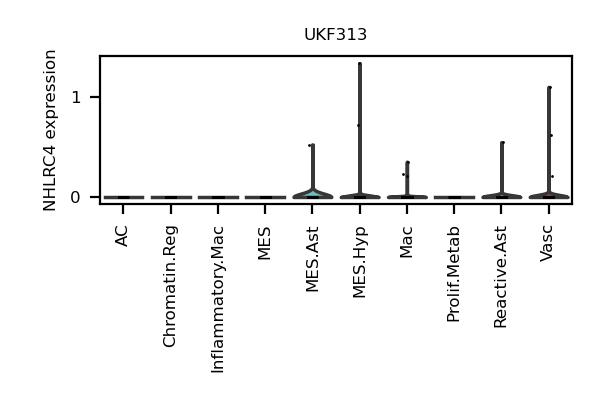 UKF313
NHLRC4 expression
1
0
AC
Chromatin.Reg
Inflammatory.Mac
MES
MES.Ast
MES.Hyp
Mac
Prolif.Metab
Reactive.Ast
Vasc